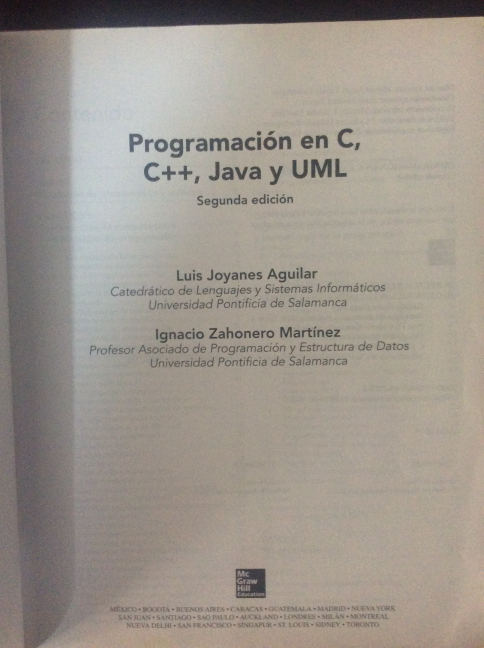 Programación en C,
C++, Java y UML
Segunda edición
Luis Joyanes Aguilar
Catedrático de Lenguajes y Sistemas Informáticos
Universidad Pontificia de Salamanca
Ignacio Zahonero Martínez
Profesor Asociado de Programación y Estructura de Datos
Universidad Pontificia de Salamanca
Mc
Graw
Hill
Education
MÉXICO • BOGOTÁ • BUENOS AIRES • CARACAS • GUATEMALA • MADRID • NUEVA YORK
SAN JUAN • SANTIAGO • SAO PAULO • AUCKLAND • LONDRES • MILÁN • MONTREAL
NUEVA DELHI • SAN FRANCISCO • SINGAPUR • ST. LOUIS • SIDNEY • TORONTO